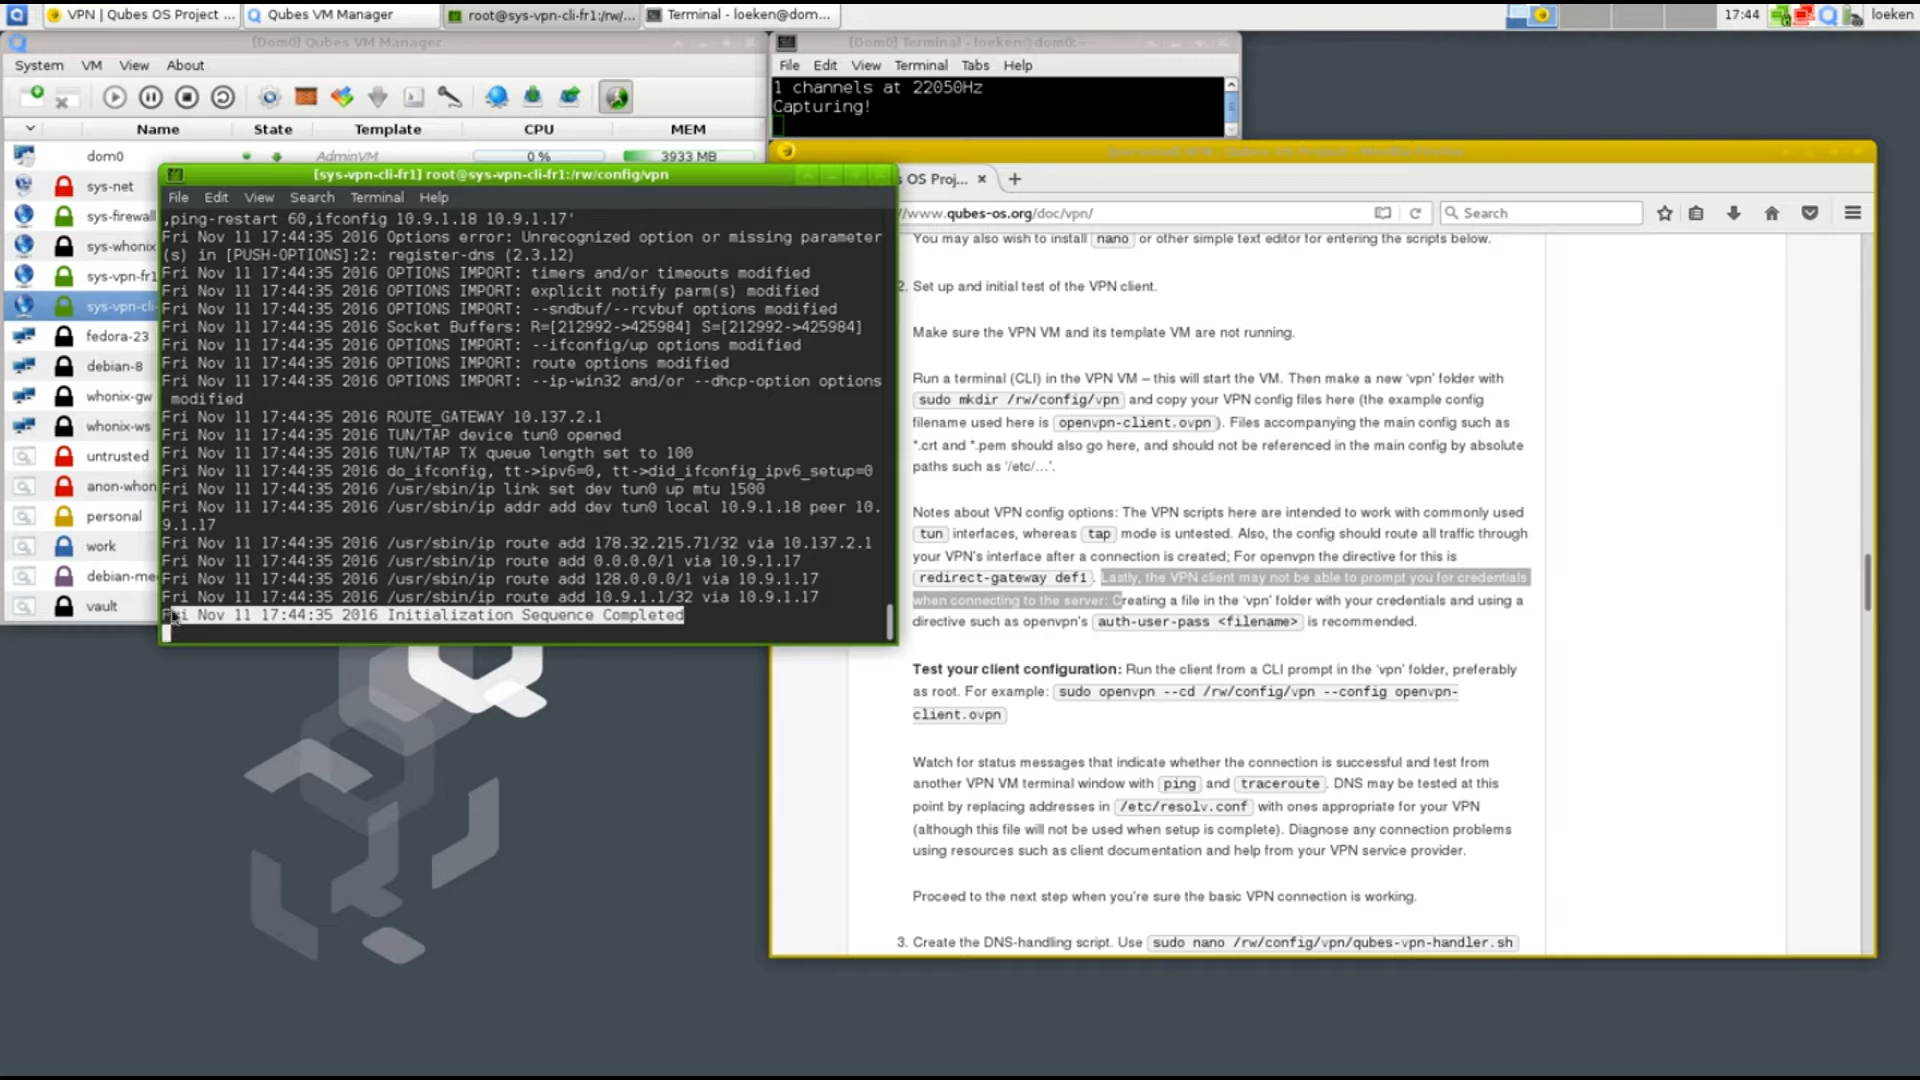 VPN | Qubes OS Project ...
Qubes VM Manager
root@sys-vpn-cli-fr1:/rw/...
Terminal - loeken@dom...
17:44
loeken
[Dom0] Qubes VM Manager
System View VM About
Name State Template CPU MEM
dom0 AdminVM 0 % 3933 MB
sys-net
sys-firewall
sys-whonix
sys-vpn-fr1
sys-vpn-cli-
fedora-23
debian-8
whonix-gw
whonix-ws
untrusted
anon-whon
personal
work
debian-me
vault
[Dom0] Terminal - loeken@dom0:~
File Edit View Terminal Tabs Help
1 channels at 22050Hz
Capturing!
[sys-vpn-cli-fr1] root@sys-vpn-cli-fr1:/rw/config/vpn
File Edit View Search Terminal Help
,ping-restart 60,ifconfig 10.9.1.18 10.9.1.17'
Fri Nov 11 17:44:35 2016 Options error: Unrecognized option or missing parameter
(s) in [PUSH-OPTIONS]:2: register-dns (2.3.12)
Fri Nov 11 17:44:35 2016 OPTIONS IMPORT: timers and/or timeouts modified
Fri Nov 11 17:44:35 2016 OPTIONS IMPORT: explicit notify parm(s) modified
Fri Nov 11 17:44:35 2016 OPTIONS IMPORT: --sndbuf/--rcvbuf options modified
Fri Nov 11 17:44:35 2016 Socket Buffers: R=[212992->425984] S=[212992->425984]
Fri Nov 11 17:44:35 2016 OPTIONS IMPORT: --ifconfig/up options modified
Fri Nov 11 17:44:35 2016 OPTIONS IMPORT: route options modified
Fri Nov 11 17:44:35 2016 OPTIONS IMPORT: --ip-win32 and/or --dhcp-option options
modified
Fri Nov 11 17:44:35 2016 ROUTE_GATEWAY 10.137.2.1
Fri Nov 11 17:44:35 2016 TUN/TAP device tun0 opened
Fri Nov 11 17:44:35 2016 TUN/TAP TX queue length set to 100
Fri Nov 11 17:44:35 2016 do_ifconfig, tt->ipv6=0, tt->did_ifconfig_ipv6_setup=0
Fri Nov 11 17:44:35 2016 /usr/sbin/ip link set dev tun0 up mtu 1500
Fri Nov 11 17:44:35 2016 /usr/sbin/ip addr add dev tun0 local 10.9.1.18 peer 10.
9.1.17
Fri Nov 11 17:44:35 2016 /usr/sbin/ip route add 178.32.215.71/32 via 10.137.2.1
Fri Nov 11 17:44:35 2016 /usr/sbin/ip route add 0.0.0.0/1 via 10.9.1.17
Fri Nov 11 17:44:35 2016 /usr/sbin/ip route add 128.0.0.0/1 via 10.9.1.17
Fri Nov 11 17:44:35 2016 /usr/sbin/ip route add 10.9.1.1/32 via 10.9.1.17
Fri Nov 11 17:44:35 2016 Initialization Sequence Completed
s OS Proj...
//www.qubes-os.org/doc/vpn/
Search
You may also wish to install nano or other simple text editor for entering the scripts below.
2. Set up and initial test of the VPN client.
Make sure the VPN VM and its template VM are not running.
Run a terminal (CLI) in the VPN VM – this will start the VM. Then make a new ‘vpn’ folder with
sudo mkdir /rw/config/vpn and copy your VPN config files here (the example config
filename used here is openvpn-client.ovpn ). Files accompanying the main config such as
*.crt and *.pem should also go here, and should not be referenced in the main config by absolute
paths such as ‘/etc/…’.
Notes about VPN config options: The VPN scripts here are intended to work with commonly used
tun interfaces, whereas tap mode is untested. Also, the config should route all traffic through
your VPN’s interface after a connection is created; For openvpn the directive for this is
redirect-gateway def1 . Lastly, the VPN client may not be able to prompt you for credentials
when connecting to the server: Creating a file in the ‘vpn’ folder with your credentials and using a
directive such as openvpn’s auth-user-pass <filename> is recommended.
Test your client configuration: Run the client from a CLI prompt in the ‘vpn’ folder, preferably
as root. For example: sudo openvpn --cd /rw/config/vpn --config openvpn-
client.ovpn
Watch for status messages that indicate whether the connection is successful and test from
another VPN VM terminal window with ping and traceroute . DNS may be tested at this
point by replacing addresses in /etc/resolv.conf with ones appropriate for your VPN
(although this file will not be used when setup is complete). Diagnose any connection problems
using resources such as client documentation and help from your VPN service provider.
Proceed to the next step when you’re sure the basic VPN connection is working.
3. Create the DNS-handling script. Use sudo nano /rw/config/vpn/qubes-vpn-handler.sh